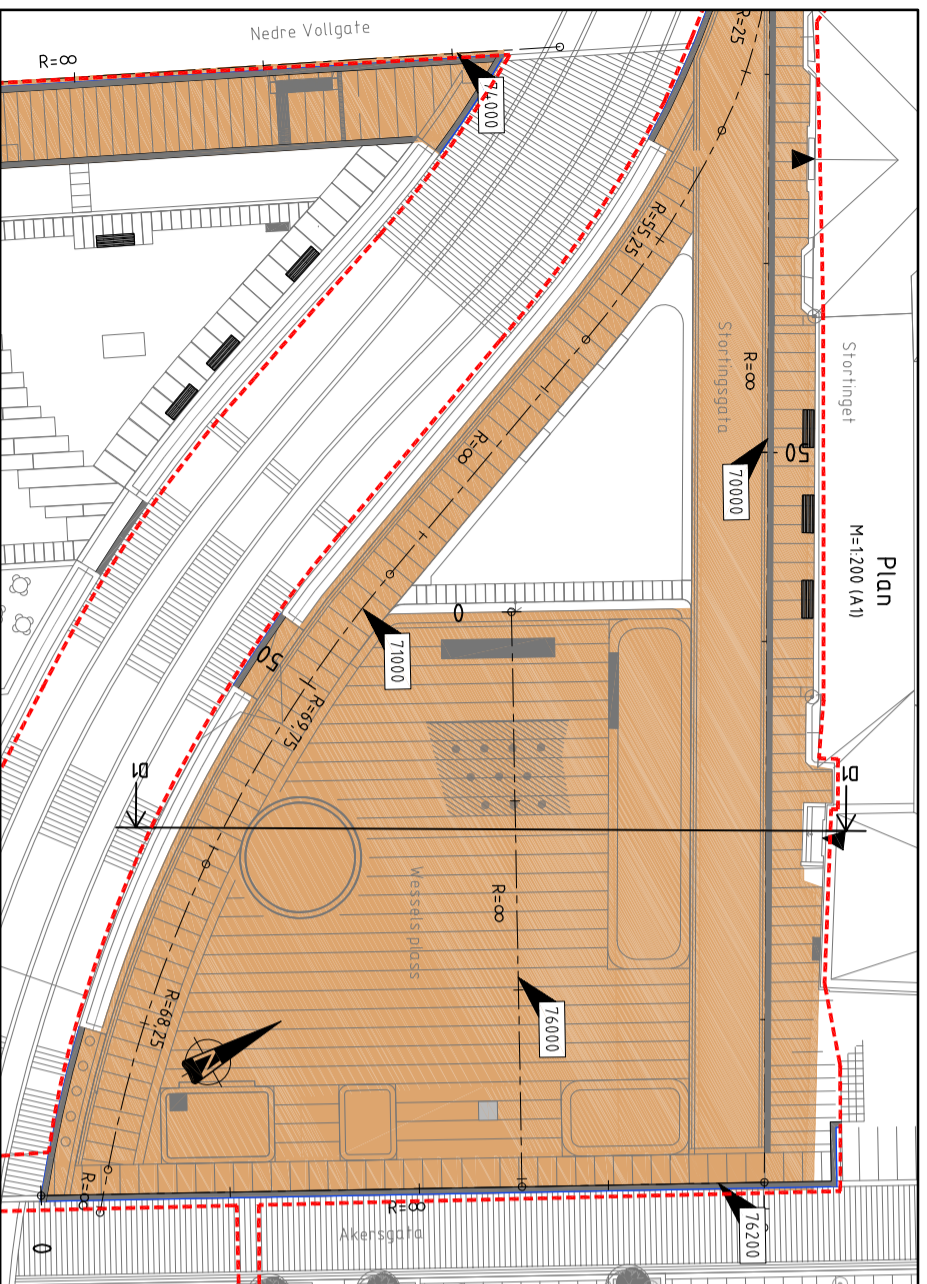 Nedre Vollgate
R=∞
74000
R=25
R=55,25
Stortingsgata
R=∞
Stortinget
50
70000
Plan
M=1:200 (A1)
R=∞
0
71000
50
R=69,75
D1
D1
R=∞
Wessels plass
76000
R=68,25
N
R=∞
R=∞
76200
Akersgata
0